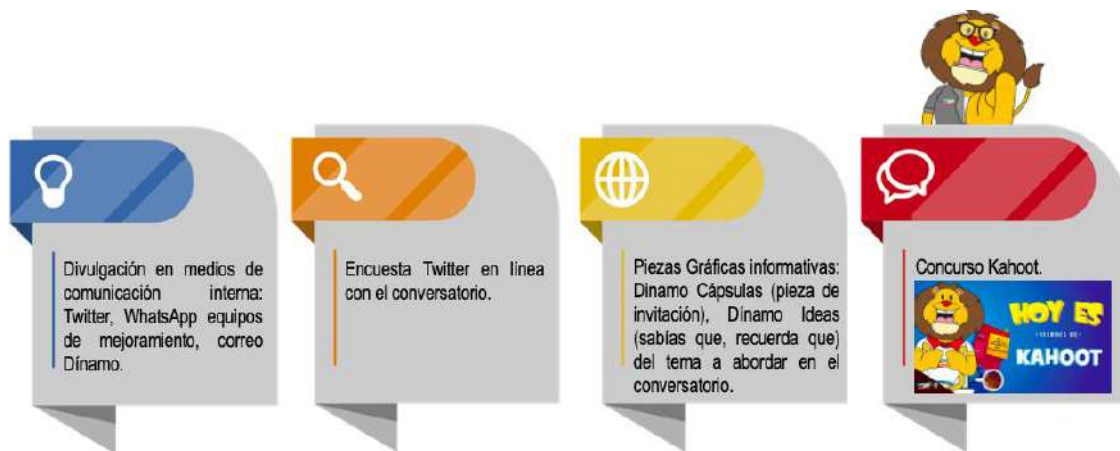 Divulgación en medios de
comunicación interna:
Twitter, WhatsApp equipos
de mejoramiento, correo
Dínamo.
Encuesta Twitter en línea
con el conversatorio.
Piezas Gráficas informativas:
Dinamo Cápsulas (pieza de
invitación), Dínamo Ideas
(sabías que, recuerda que)
del tema a abordar en el
conversatorio.
Concurso Kahoot.
HOY ES
VIERNES DE
KAHOOT